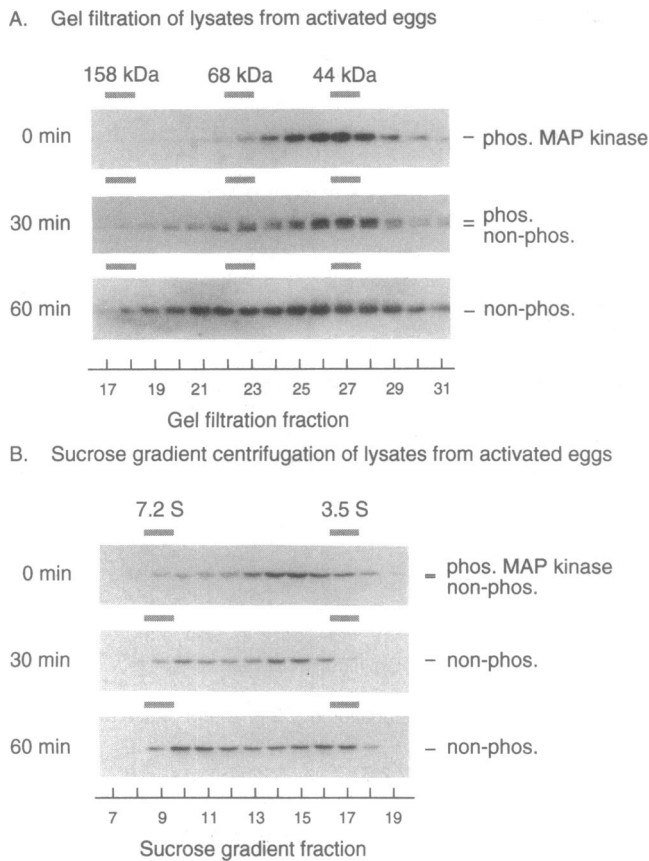 A. Gel filtration of lysates from activated eggs
158 kDa 68 kDa 44 kDa
0 min – phos. MAP kinase
30 min = phos.
non-phos.
60 min – non-phos.
17 19 21 23 25 27 29 31
Gel filtration fraction
B. Sucrose gradient centrifugation of lysates from activated eggs
7.2 S 3.5 S
0 min = phos. MAP kinase
non-phos.
30 min – non-phos.
60 min – non-phos.
7 9 11 13 15 17 19
Sucrose gradient fraction